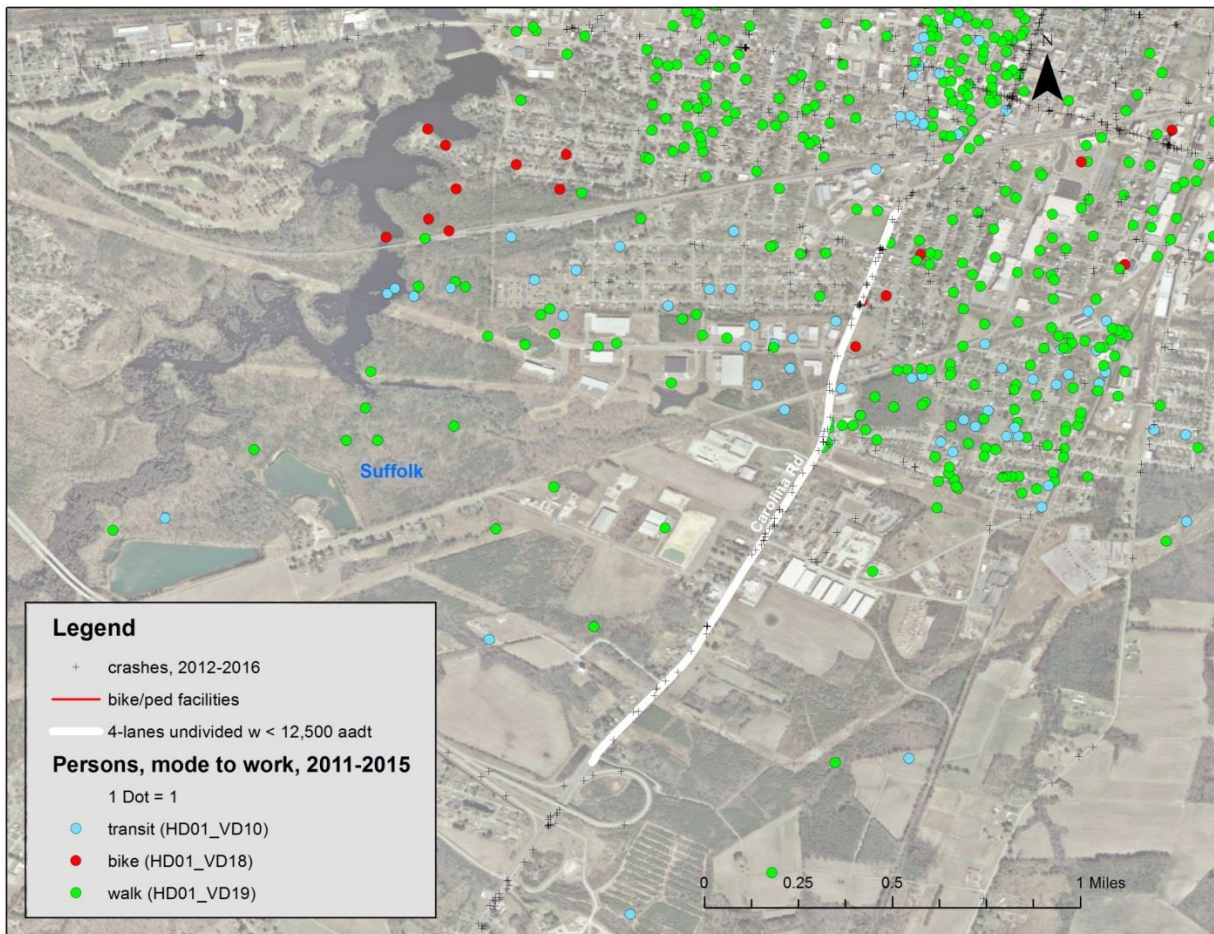 N
Suffolk
Carolina Rd
Legend
crashes, 2012-2016
bike/ped facilities
4-lanes undivided w < 12,500 aadt
Persons, mode to work, 2011-2015
1 Dot = 1
transit (HD01_VD10)
bike (HD01_VD18)
walk (HD01_VD19)
0 0.25 0.5 1 Miles